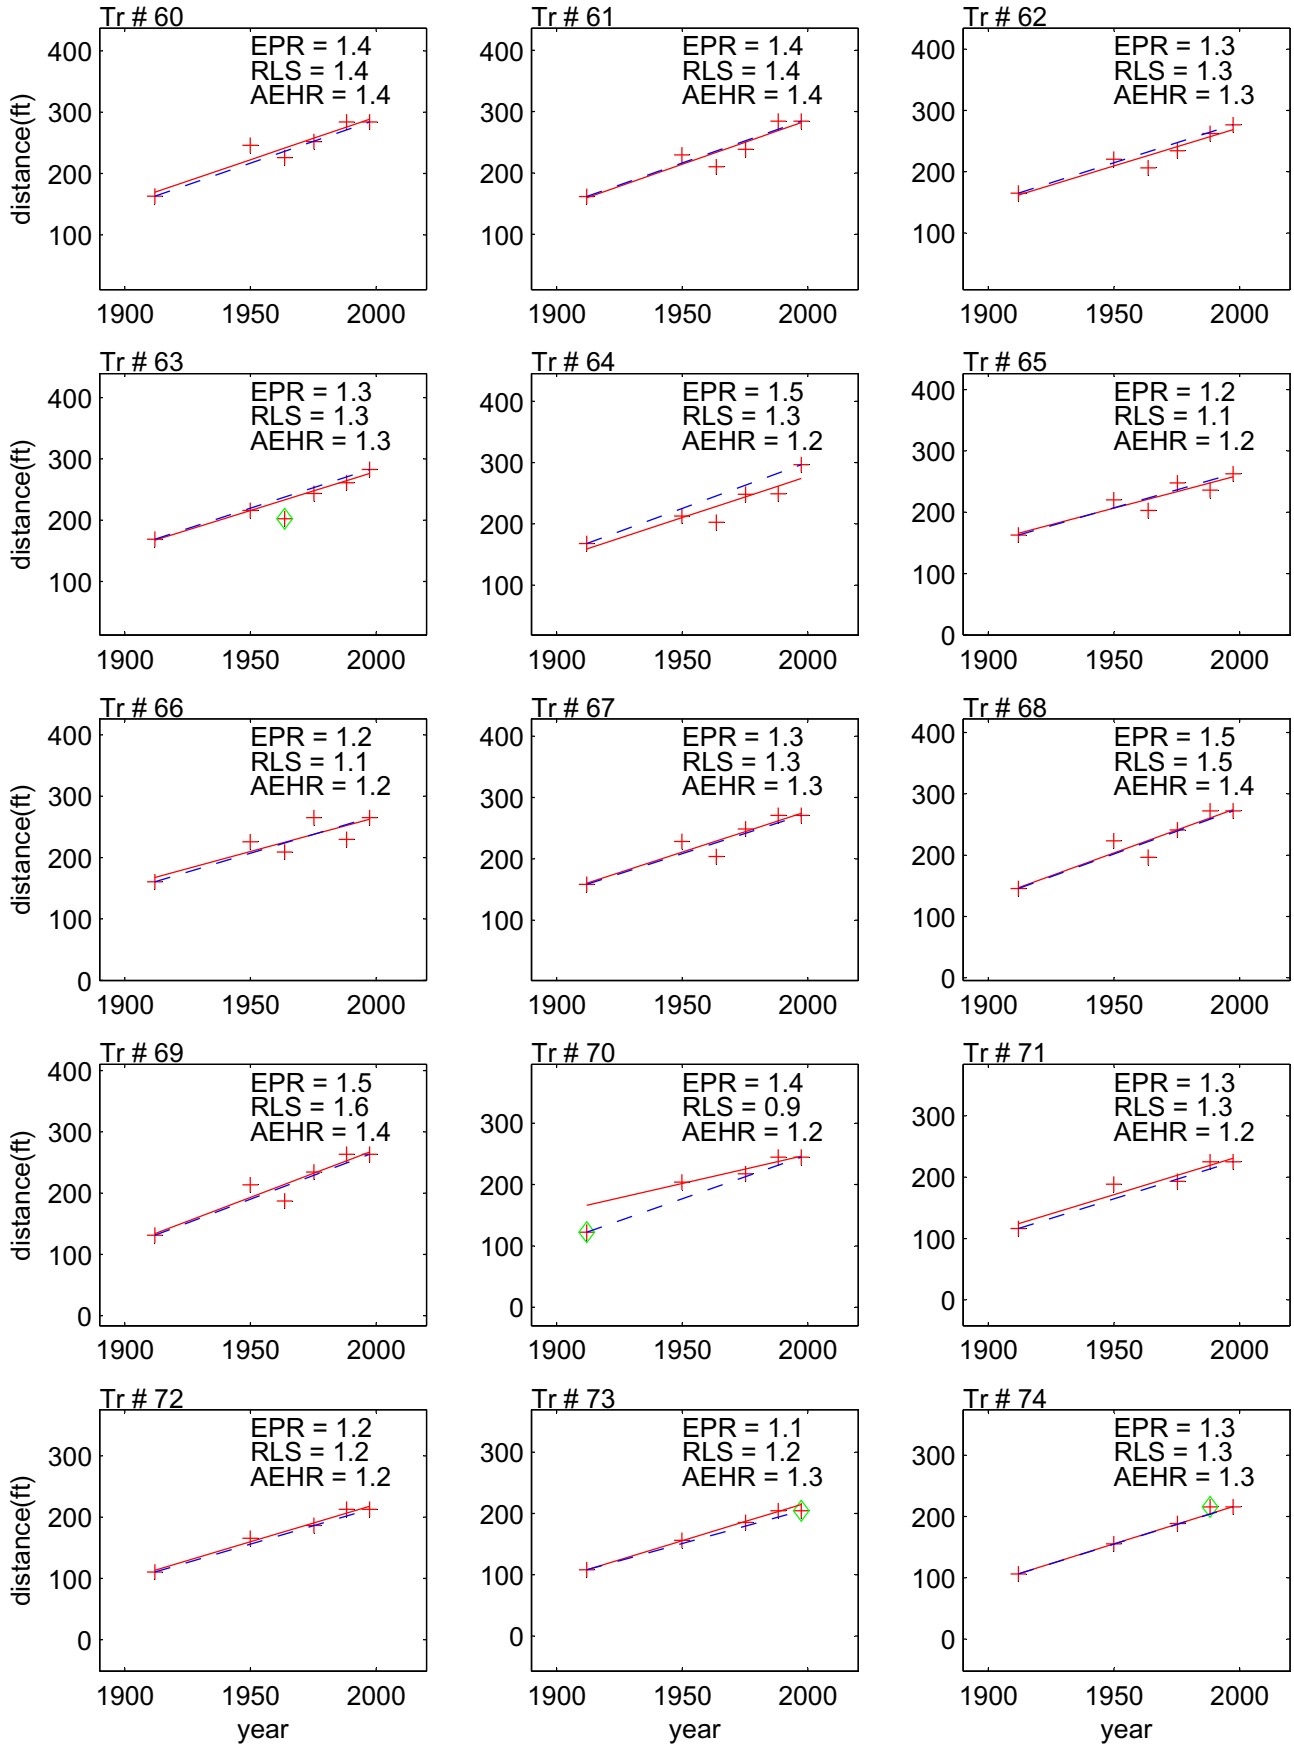 Tr # 60
EPR = 1.4
RLS = 1.4
AEHR = 1.4
400
300
200
100
distance(ft)
1900 1950 2000
Tr # 61
EPR = 1.4
RLS = 1.4
AEHR = 1.4
400
300
200
100
1900 1950 2000
Tr # 62
EPR = 1.3
RLS = 1.3
AEHR = 1.3
400
300
200
100
1900 1950 2000
Tr # 63
EPR = 1.3
RLS = 1.3
AEHR = 1.3
400
300
200
100
distance(ft)
1900 1950 2000
Tr # 64
EPR = 1.5
RLS = 1.3
AEHR = 1.2
400
300
200
100
1900 1950 2000
Tr # 65
EPR = 1.2
RLS = 1.1
AEHR = 1.2
400
300
200
100
0
1900 1950 2000
Tr # 66
EPR = 1.2
RLS = 1.1
AEHR = 1.2
400
300
200
100
0
distance(ft)
1900 1950 2000
Tr # 67
EPR = 1.3
RLS = 1.3
AEHR = 1.3
400
300
200
100
1900 1950 2000
Tr # 68
EPR = 1.5
RLS = 1.5
AEHR = 1.4
400
300
200
100
0
1900 1950 2000
Tr # 69
EPR = 1.5
RLS = 1.6
AEHR = 1.4
400
300
200
100
0
distance(ft)
1900 1950 2000
Tr # 70
EPR = 1.4
RLS = 0.9
AEHR = 1.2
300
200
100
0
1900 1950 2000
Tr # 71
EPR = 1.3
RLS = 1.3
AEHR = 1.2
300
200
100
0
1900 1950 2000
Tr # 72
EPR = 1.2
RLS = 1.2
AEHR = 1.2
300
200
100
0
distance(ft)
1900 1950 2000
year
Tr # 73
EPR = 1.1
RLS = 1.2
AEHR = 1.3
300
200
100
0
1900 1950 2000
year
Tr # 74
EPR = 1.3
RLS = 1.3
AEHR = 1.3
300
200
100
0
1900 1950 2000
year